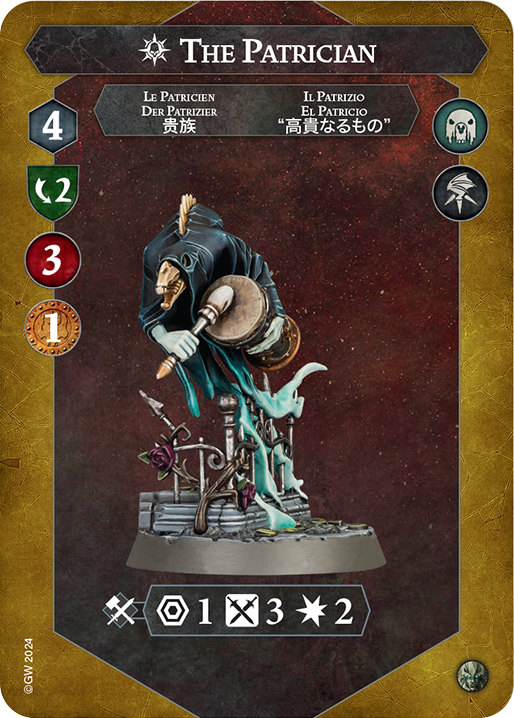 The Patrician
Le Patricien
Der Patrizier
贵族
Il Patrizio
El Patricio
“高貴なるもの”
4
2
3
1
1 3 2
©GW 2024